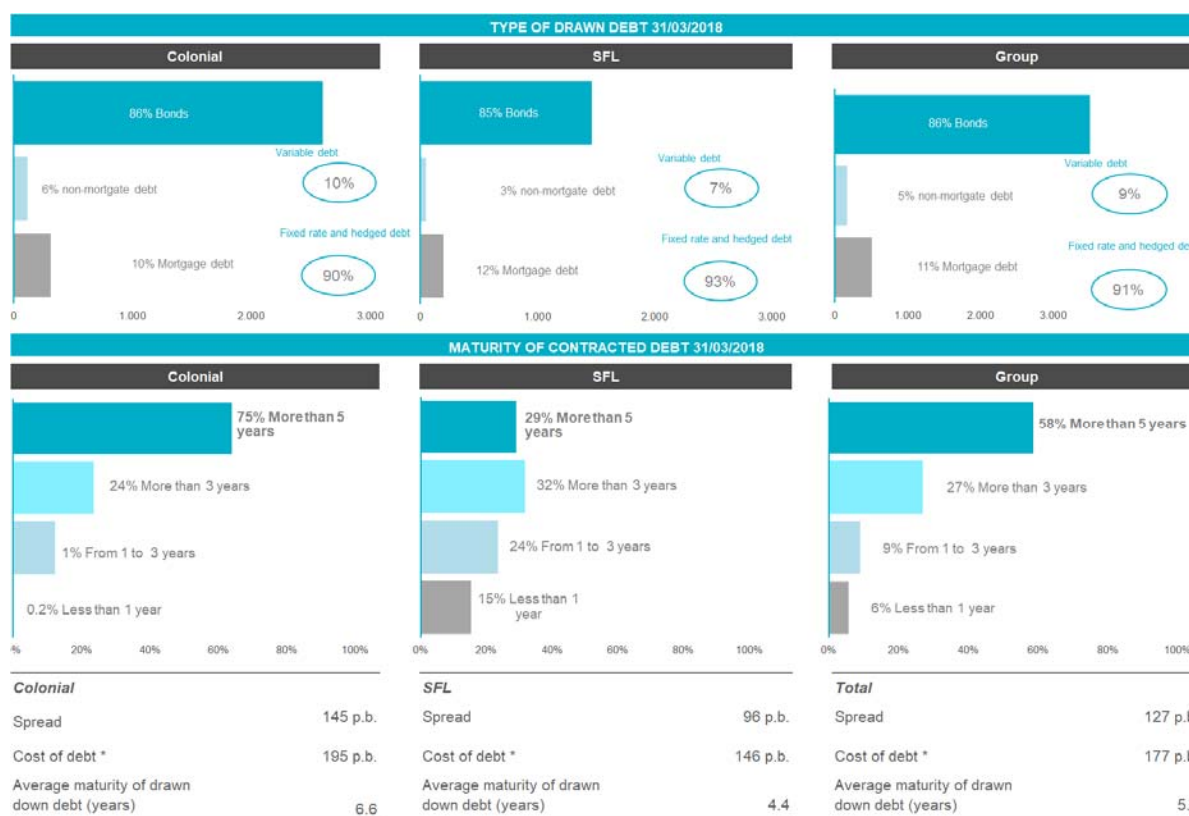 TYPE OF DRAWN DEBT 31/03/2018
Colonial
86% Bonds
Variable debt
6% non-mortgate debt
10%
Fixed rate and hedged debt
10% Mortgage debt
90%
0 1.000 2.000 3.000
SFL
85% Bonds
Variable debt
3% non-mortgate debt
7%
Fixed rate and hedged debt
12% Mortgage debt
93%
0 1.000 2.000 3.000
Group
86% Bonds
Variable debt
5% non-mortgate debt
9%
Fixed rate and hedged de
11% Mortgage debt
91%
0 1.000 2.000 3.000
MATURITY OF CONTRACTED DEBT 31/03/2018
Colonial
75% More than 5
years
24% More than 3 years
1% From 1 to 3 years
0.2% Less than 1 year
% 20% 40% 60% 80% 100%
SFL
29% More than 5
years
32% More than 3 years
24% From 1 to 3 years
15% Less than 1
year
0% 20% 40% 60% 80% 100%
Group
58% More than 5 years
27% More than 3 years
9% From 1 to 3 years
6% Less than 1 year
0% 20% 40% 60% 80% 100%
Colonial
Spread 145 p.b.
Cost of debt * 195 p.b.
Average maturity of drawn
down debt (years) 6.6
SFL
Spread 96 p.b.
Cost of debt * 146 p.b.
Average maturity of drawn
down debt (years) 4.4
Total
Spread 127 p.
Cost of debt * 177 p.
Average maturity of drawn
down debt (years) 5.